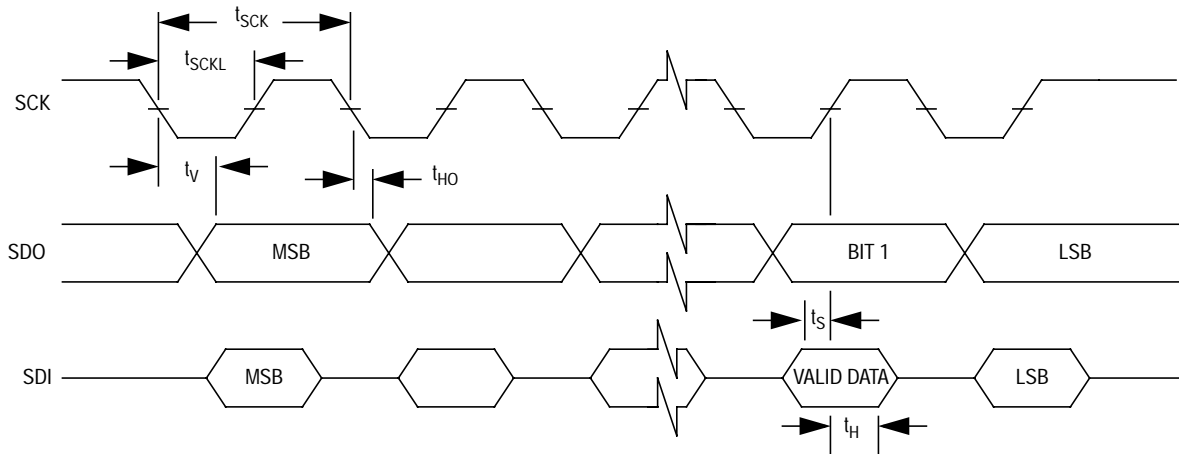 tSCK
tSCKL
SCK
tV
tHO
SDO
MSB
BIT 1
LSB
tS
SDI
MSB
VALID DATA
LSB
tH